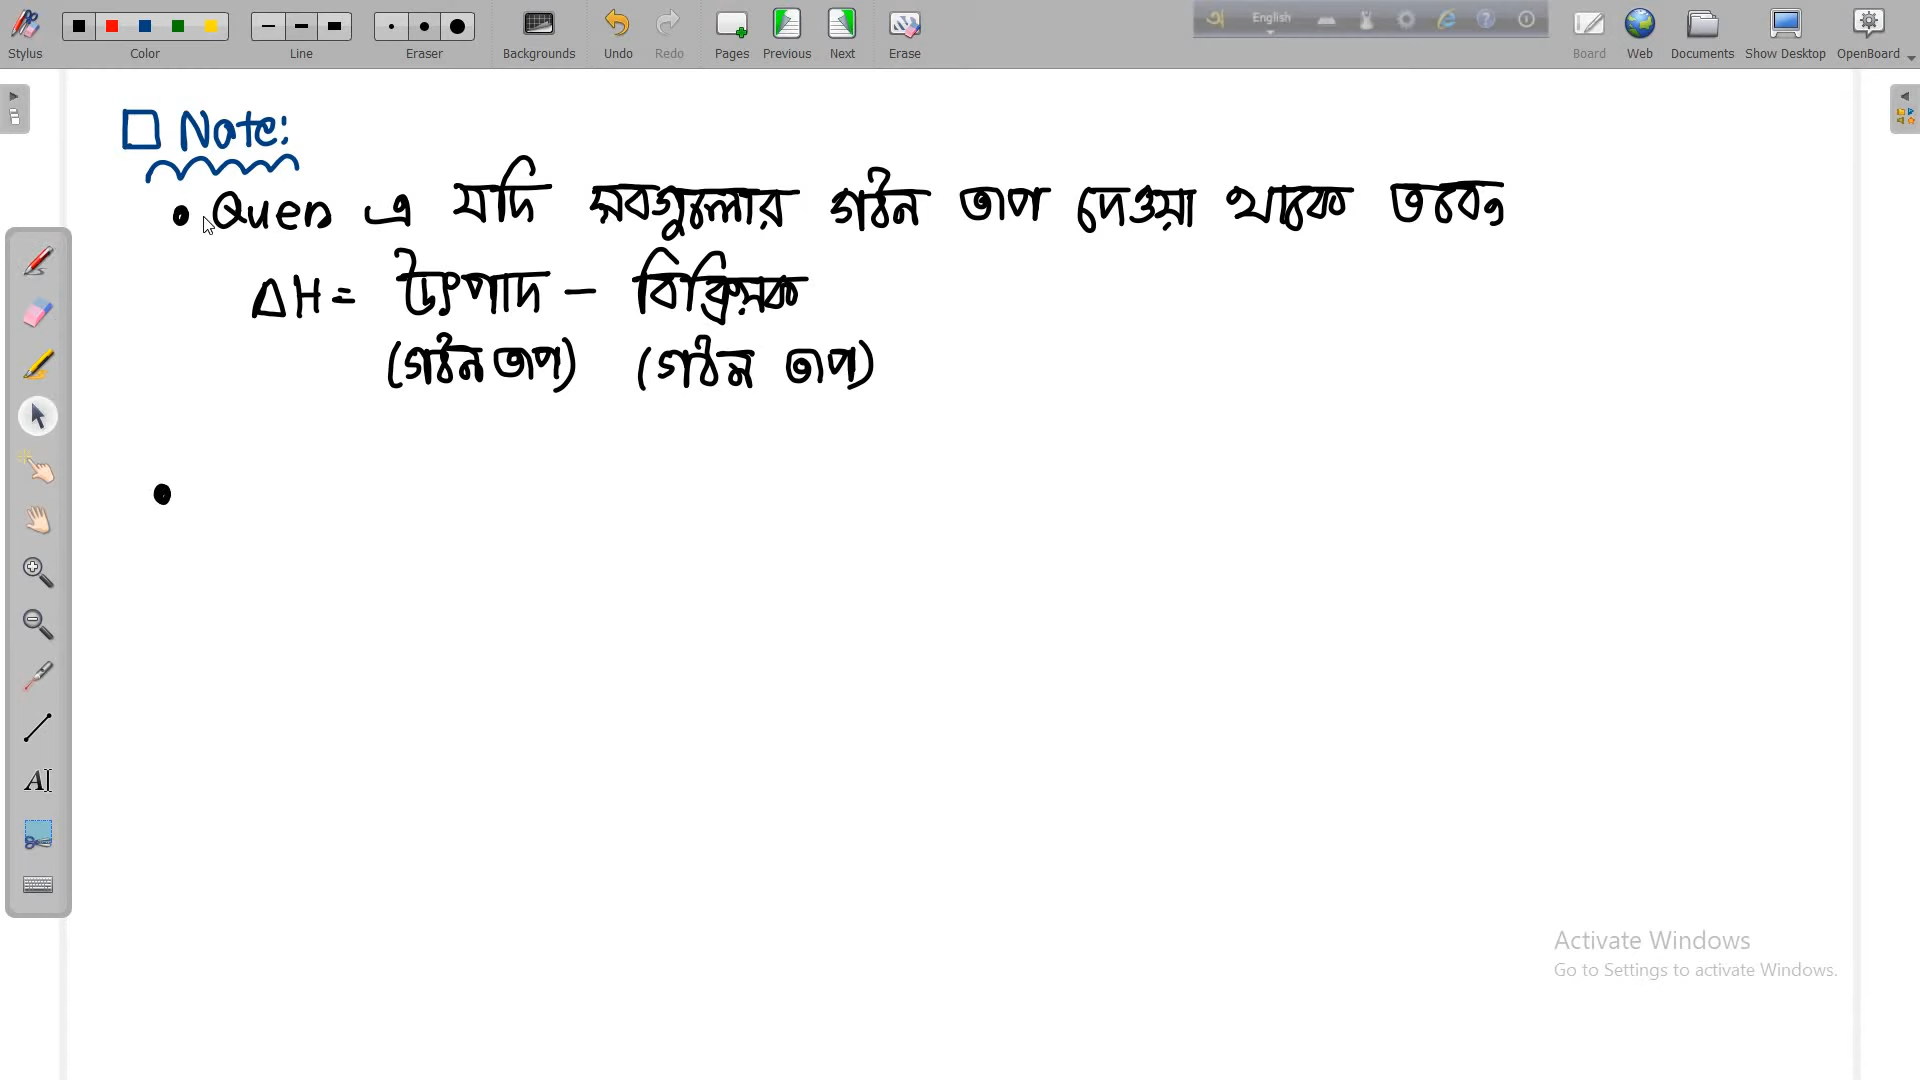 Stylus Color Line Eraser Backgrounds Undo Redo Pages Previous Next Erase English Board Web Documents Show Desktop OpenBoard
Note:
• Quen এ যদি সবগুলোর গঠন তাপ দেওয়া থাকে তবে,
ΔH = উৎপাদ - বিক্রিয়ক
(গঠন তাপ) (গঠন তাপ)
•
Activate Windows
Go to Settings to activate Windows.